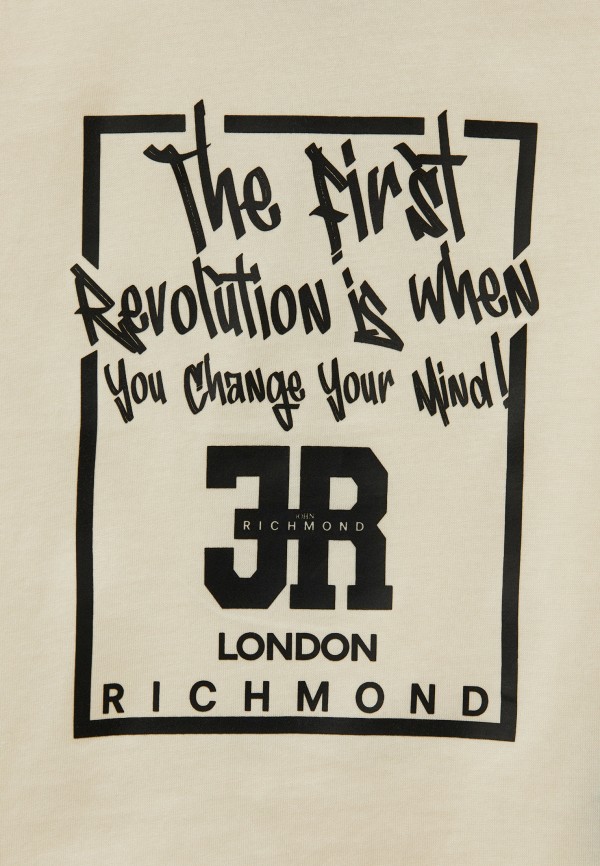 The First
Revolution is when
You Change Your Mind!
JR
JOHN
RICHMOND
LONDON
RICHMOND